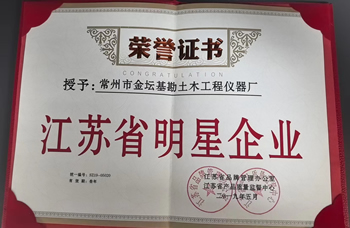 荣誉证书
CONGRATULATION
授予：常州市金坛基勘土木工程仪器厂
江苏省明星企业
江苏省品牌管理办公室
江苏省产品质量监督中心
二〇一九年五月